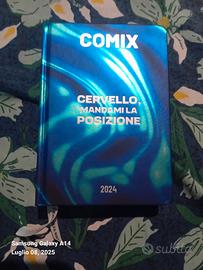 COMIX
CERVELLO,
MANDAMI LA
POSIZIONE
2024
Samsung Galaxy A14
Luglio 08, 2025
subito